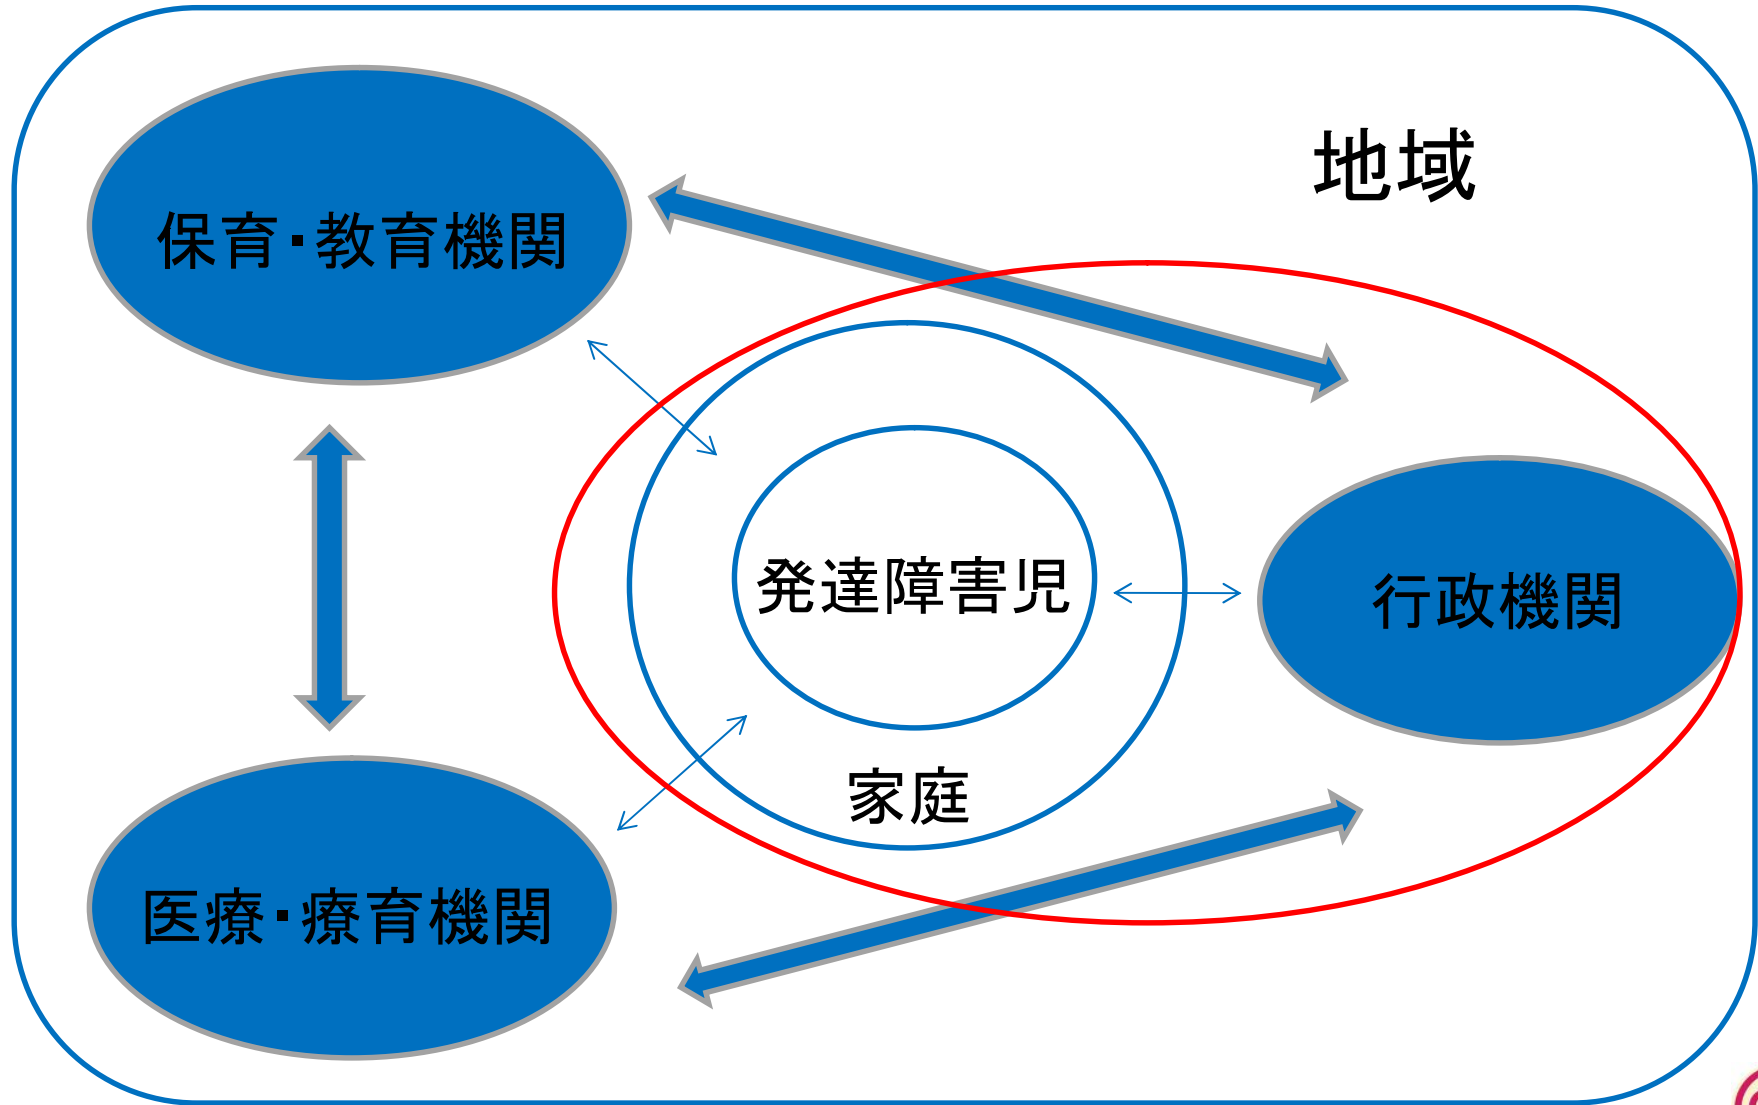 地域
保育・教育機関
発達障害児
行政機関
家庭
医療・療育機関